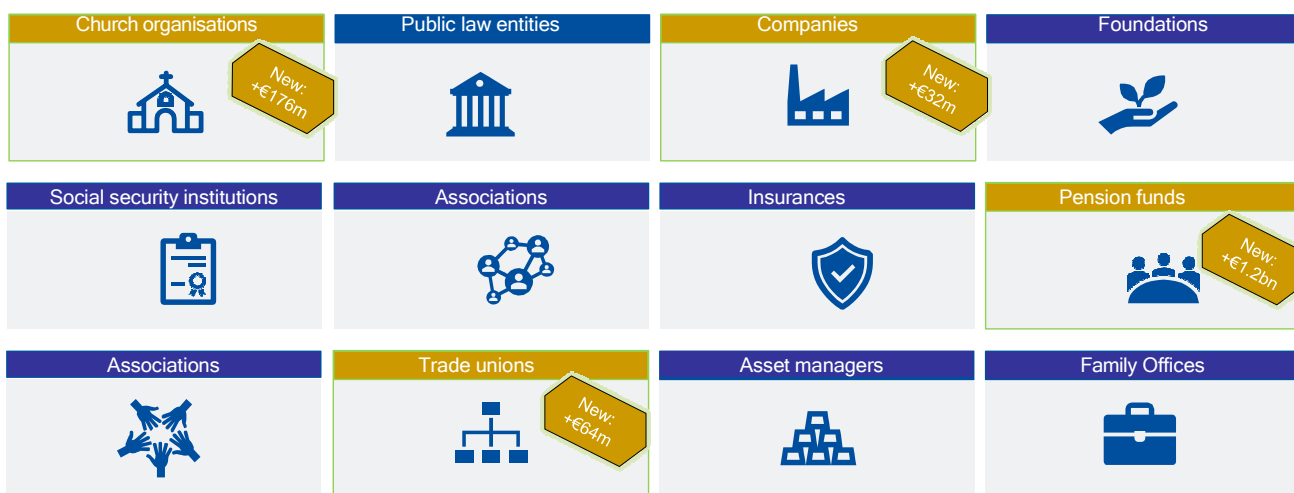 Church organisations
New:
+€176m
Public law entities
Companies
New:
+€32m
Foundations
Social security institutions
Associations
Insurances
Pension funds
New:
+€1.2bn
Associations
Trade unions
New:
+€64m
Asset managers
Family Offices